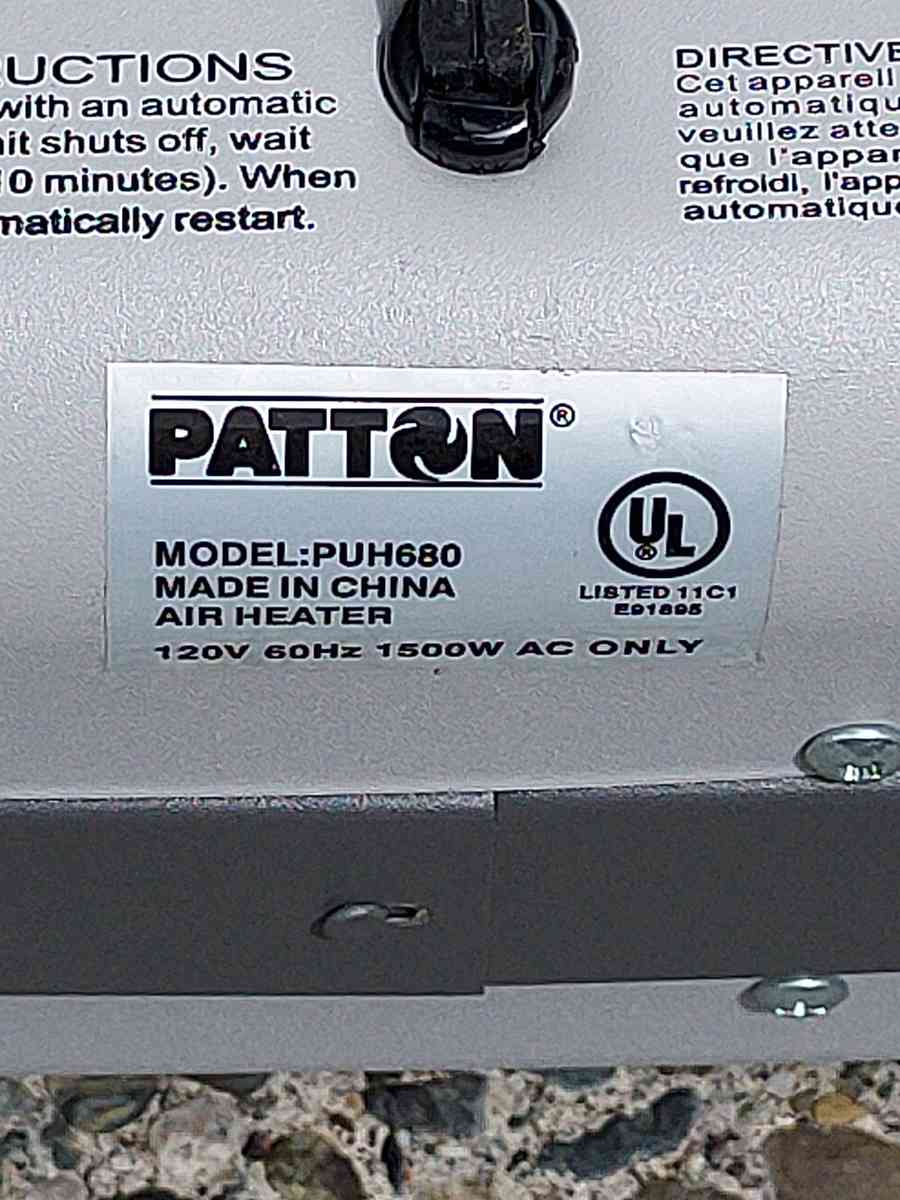 UCTIONS
with an automatic
it shuts off, wait
10 minutes). When
matically restart.
DIRECTIVE
Cet appareil
automatiqu
veuillez atte
que l'appar
refroidi, l'app
automatique
PATTON®
MODEL:PUH680
MADE IN CHINA
AIR HEATER
120V 60Hz 1500W AC ONLY
UL®
LISTED 11C1
E91895